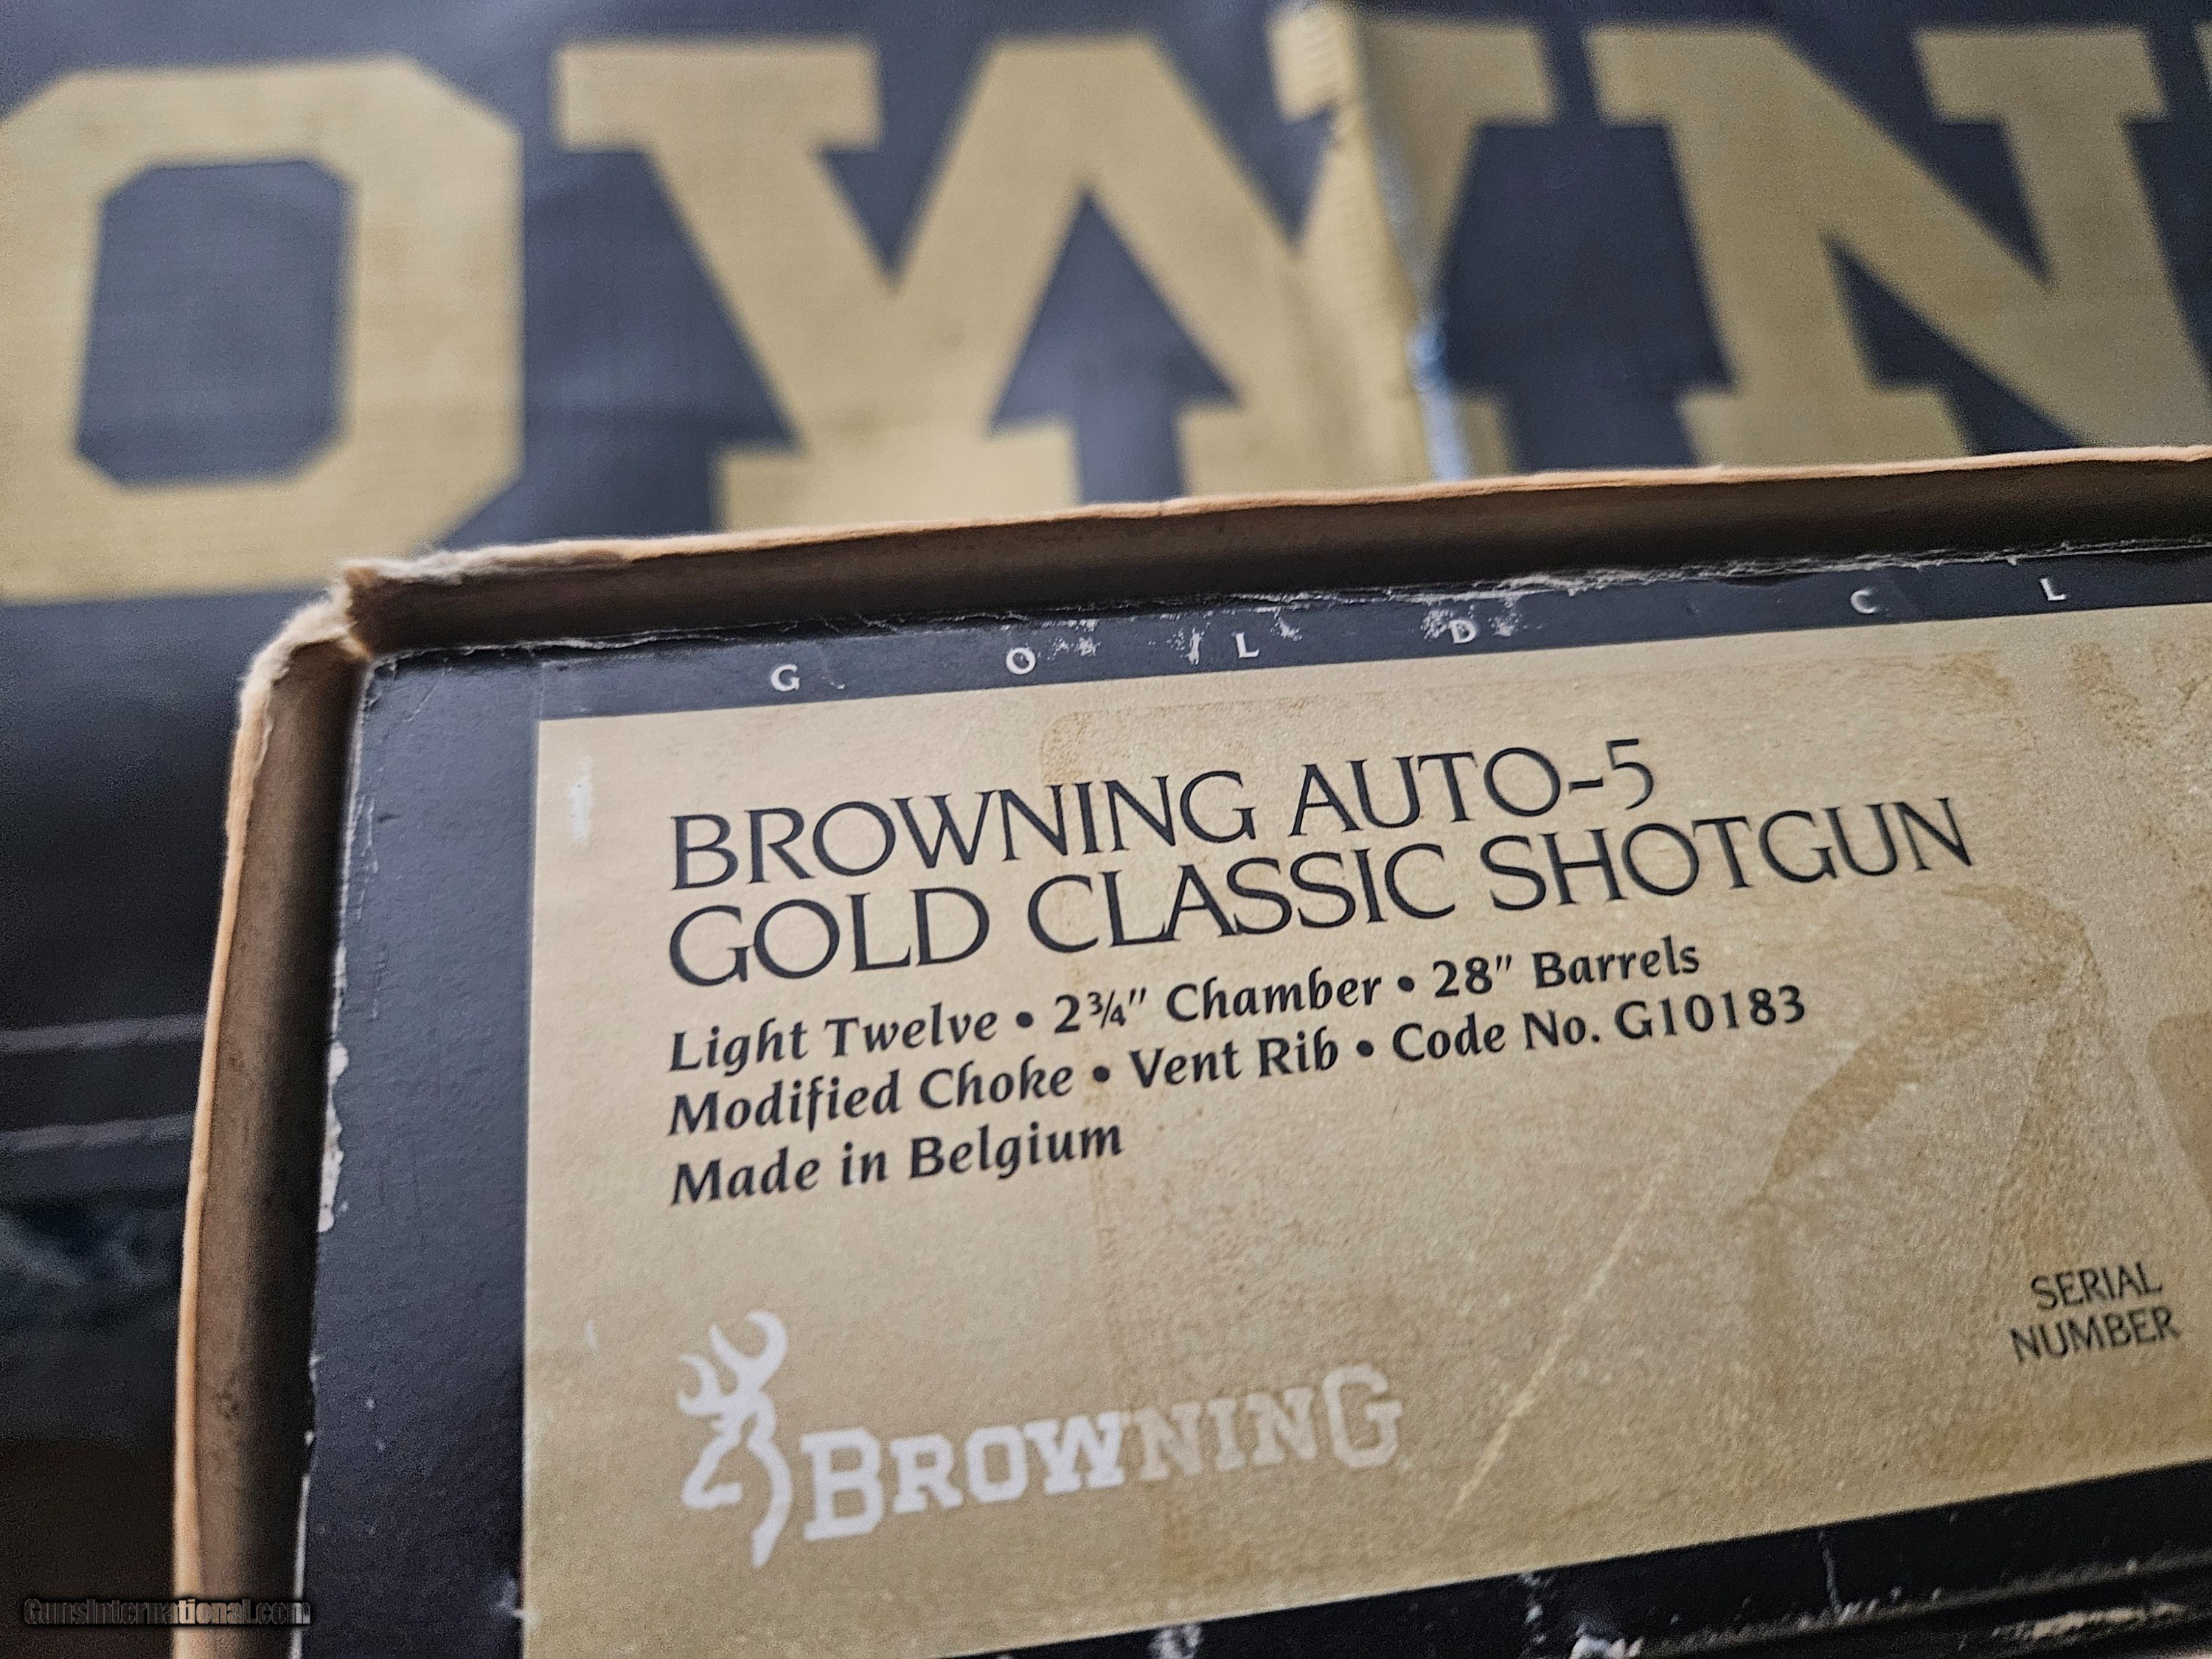 OWN
G O L D C L
BROWNING AUTO-5
GOLD CLASSIC SHOTGUN
Light Twelve • 2¾" Chamber • 28" Barrels
Modified Choke • Vent Rib • Code No. G10183
Made in Belgium
BROWNING
SERIAL
NUMBER
GunsInternational.com